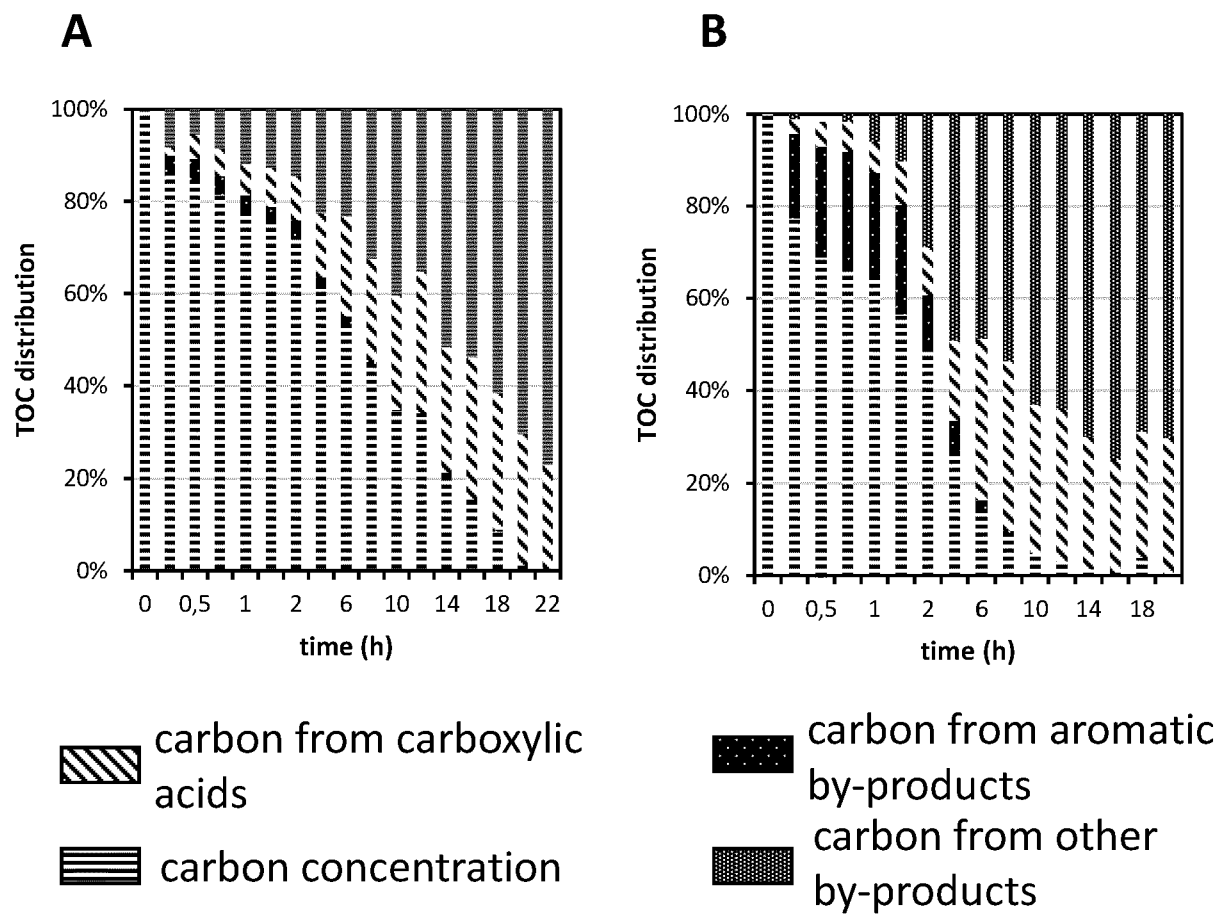 A
B
100%
80%
60%
40%
20%
0%
TOC distribution
0 0,5 1 2 6 10 14 18 22
time (h)
100%
80%
60%
40%
20%
0%
TOC distribution
0 0,5 1 2 6 10 14 18
time (h)
carbon from carboxylic
acids
carbon concentration
carbon from aromatic
by-products
carbon from other
by-products